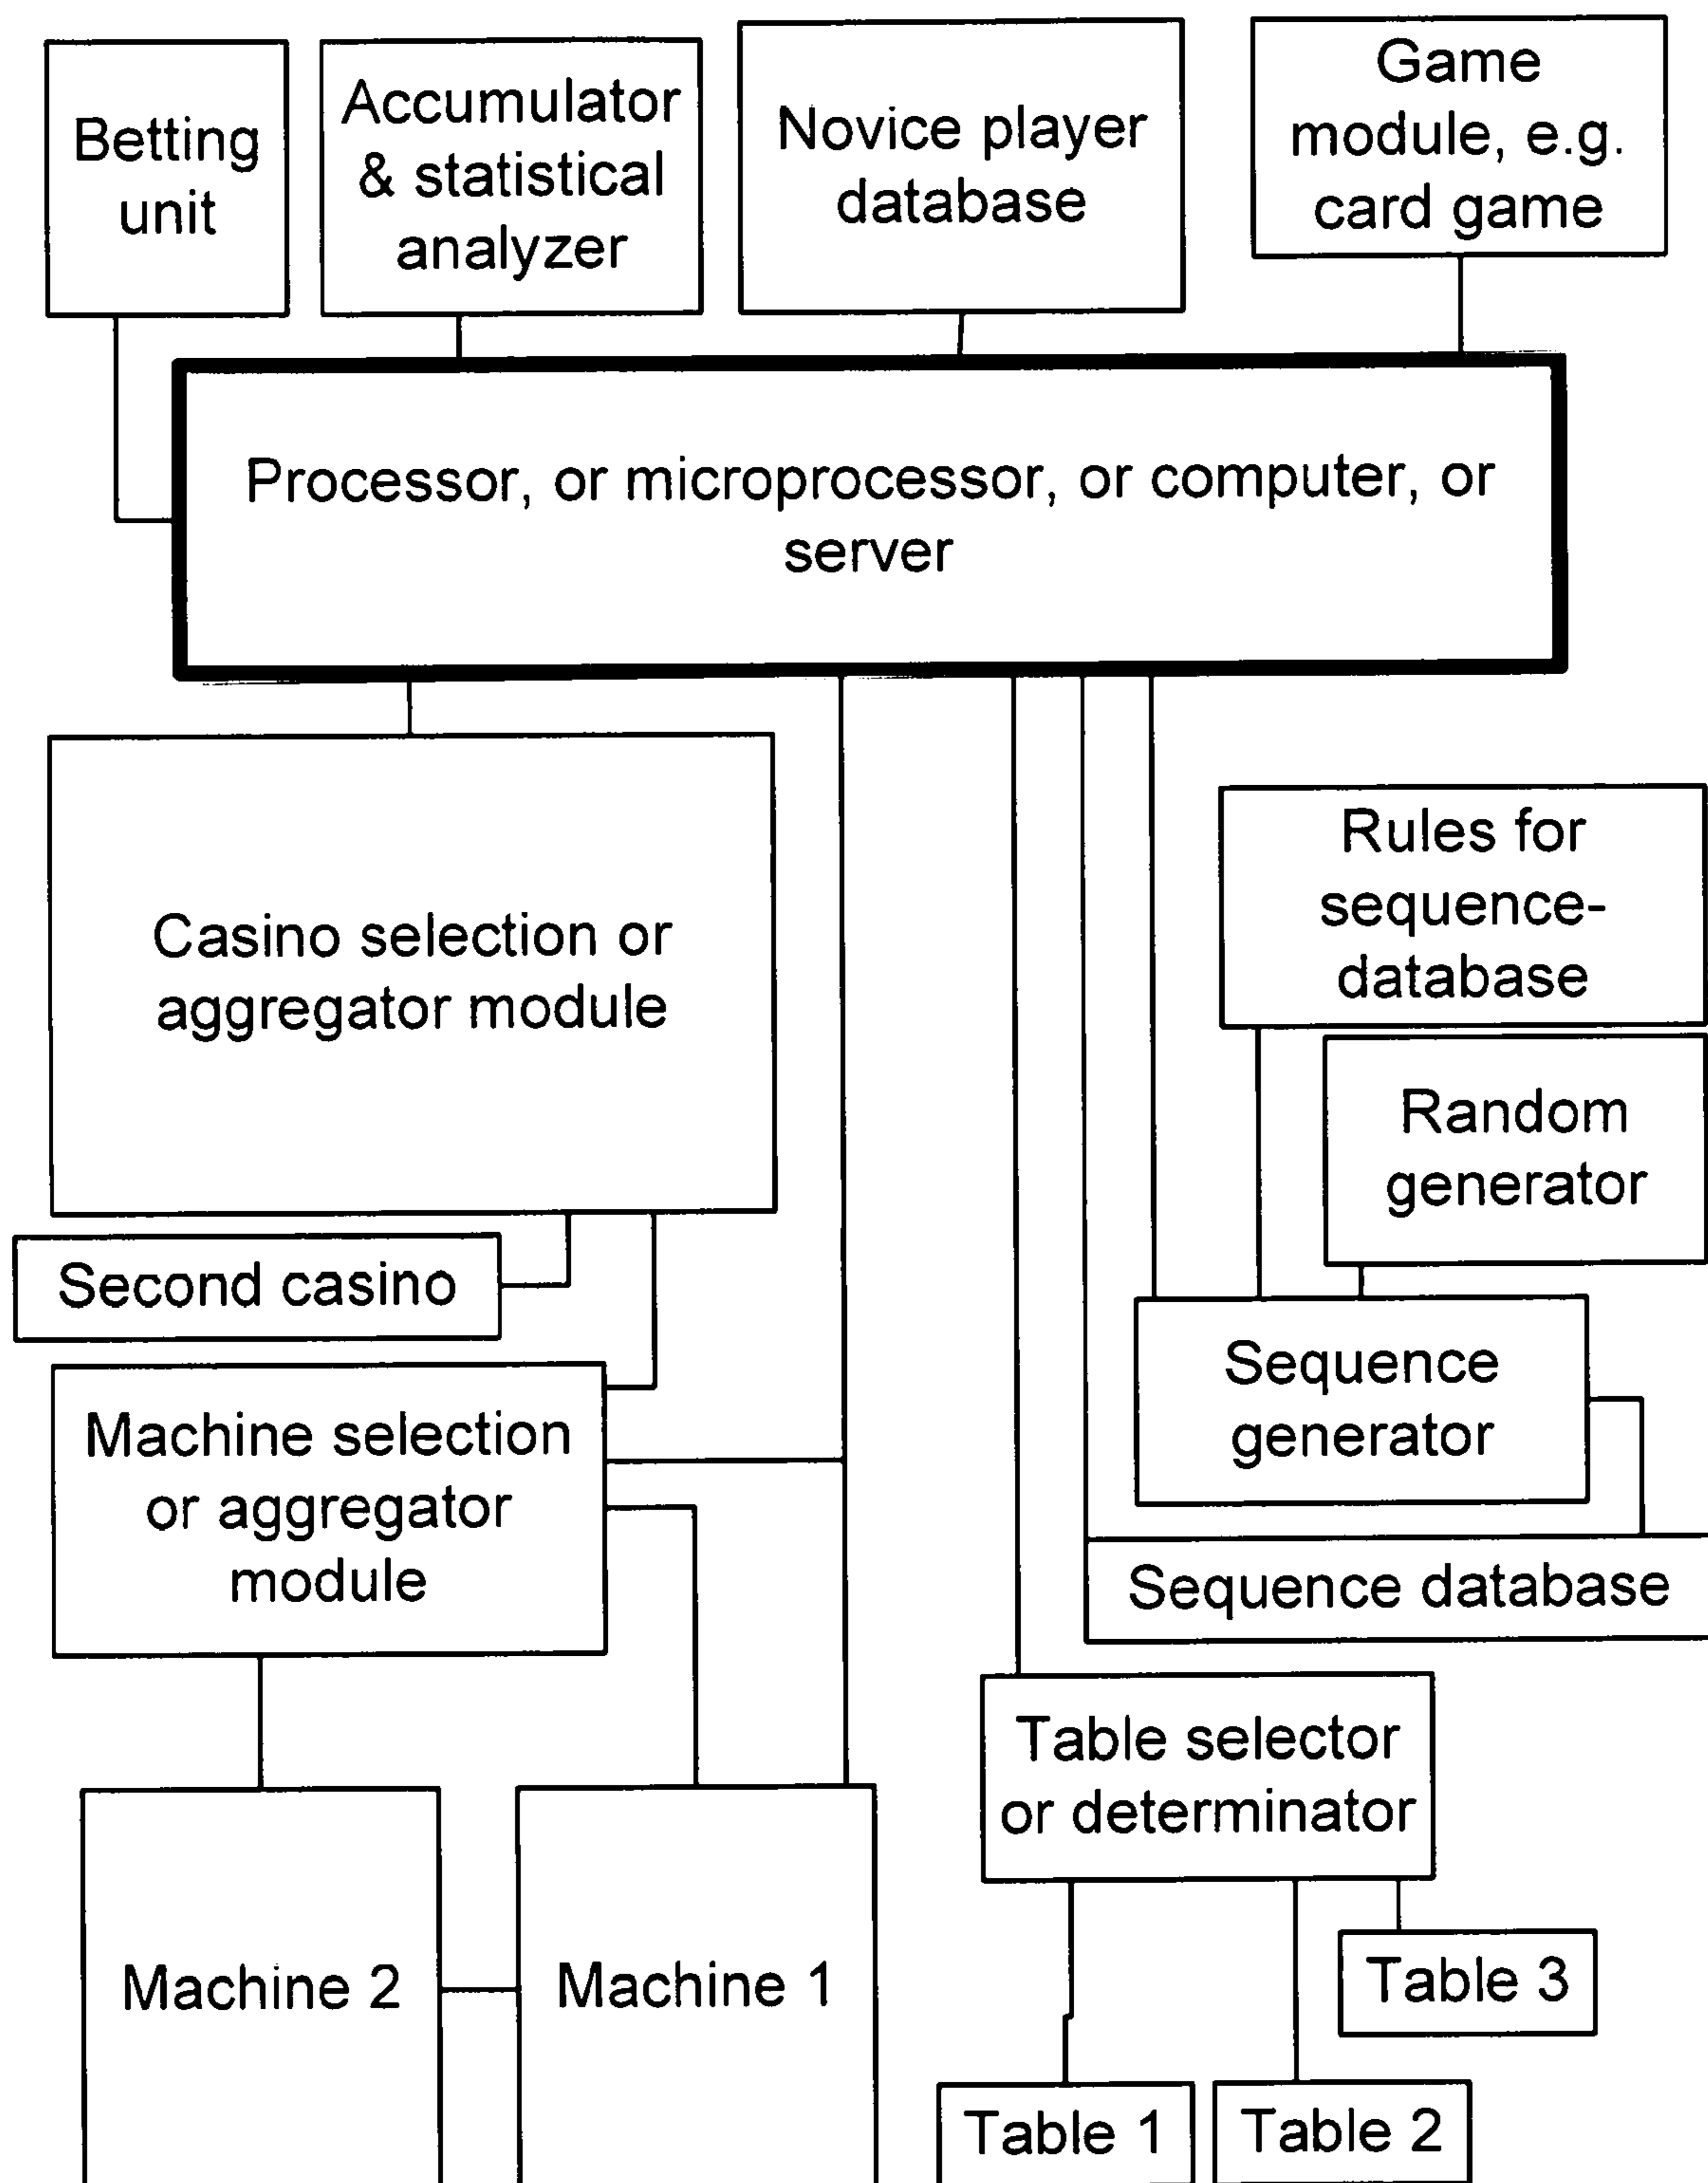 Betting
unit
Accumulator
& statistical
analyzer
Novice player
database
Game
module, e.g.
card game
Processor, or microprocessor, or computer, or
server
Casino selection or
aggregator module
Rules for
sequence-
database
Random
generator
Second casino
Sequence
generator
Machine selection
or aggregator
module
Sequence database
Table selector
or determinator
Machine 2
Machine 1
Table 3
Table 1
Table 2